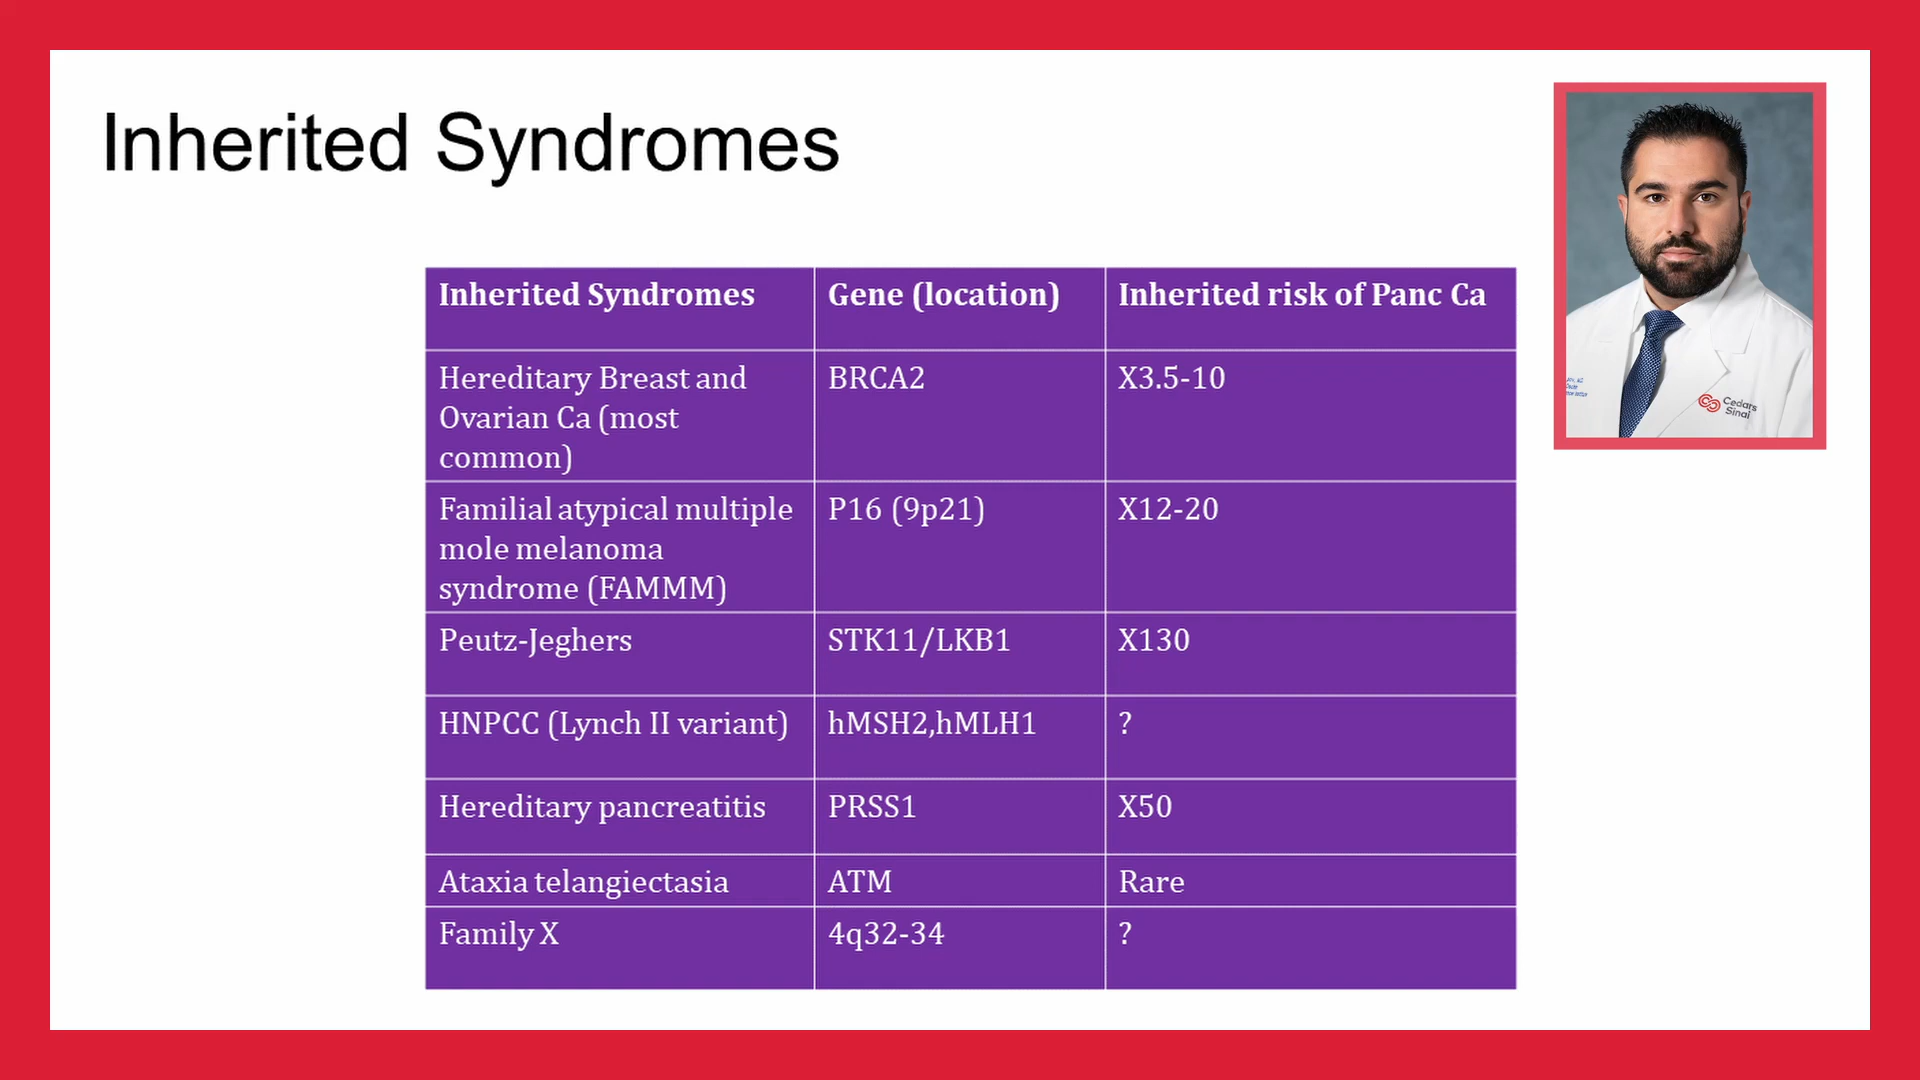 Inherited Syndromes
Inherited Syndromes
Gene (location)
Inherited risk of Panc Ca
Hereditary Breast and
Ovarian Ca (most
common)
BRCA2
X3.5-10
Familial atypical multiple
mole melanoma
syndrome (FAMMM)
P16 (9p21)
X12-20
Peutz-Jeghers
STK11/LKB1
X130
HNPCC (Lynch II variant)
hMSH2,hMLH1
?
Hereditary pancreatitis
PRSS1
X50
Ataxia telangiectasia
ATM
Rare
Family X
4q32-34
?
Cedars
Sinai